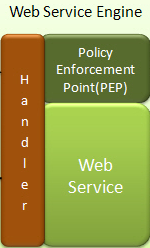 Web Service Engine
H
a
n
d
l
e
r
Policy
Enforcement
Point(PEP)
Web
Service